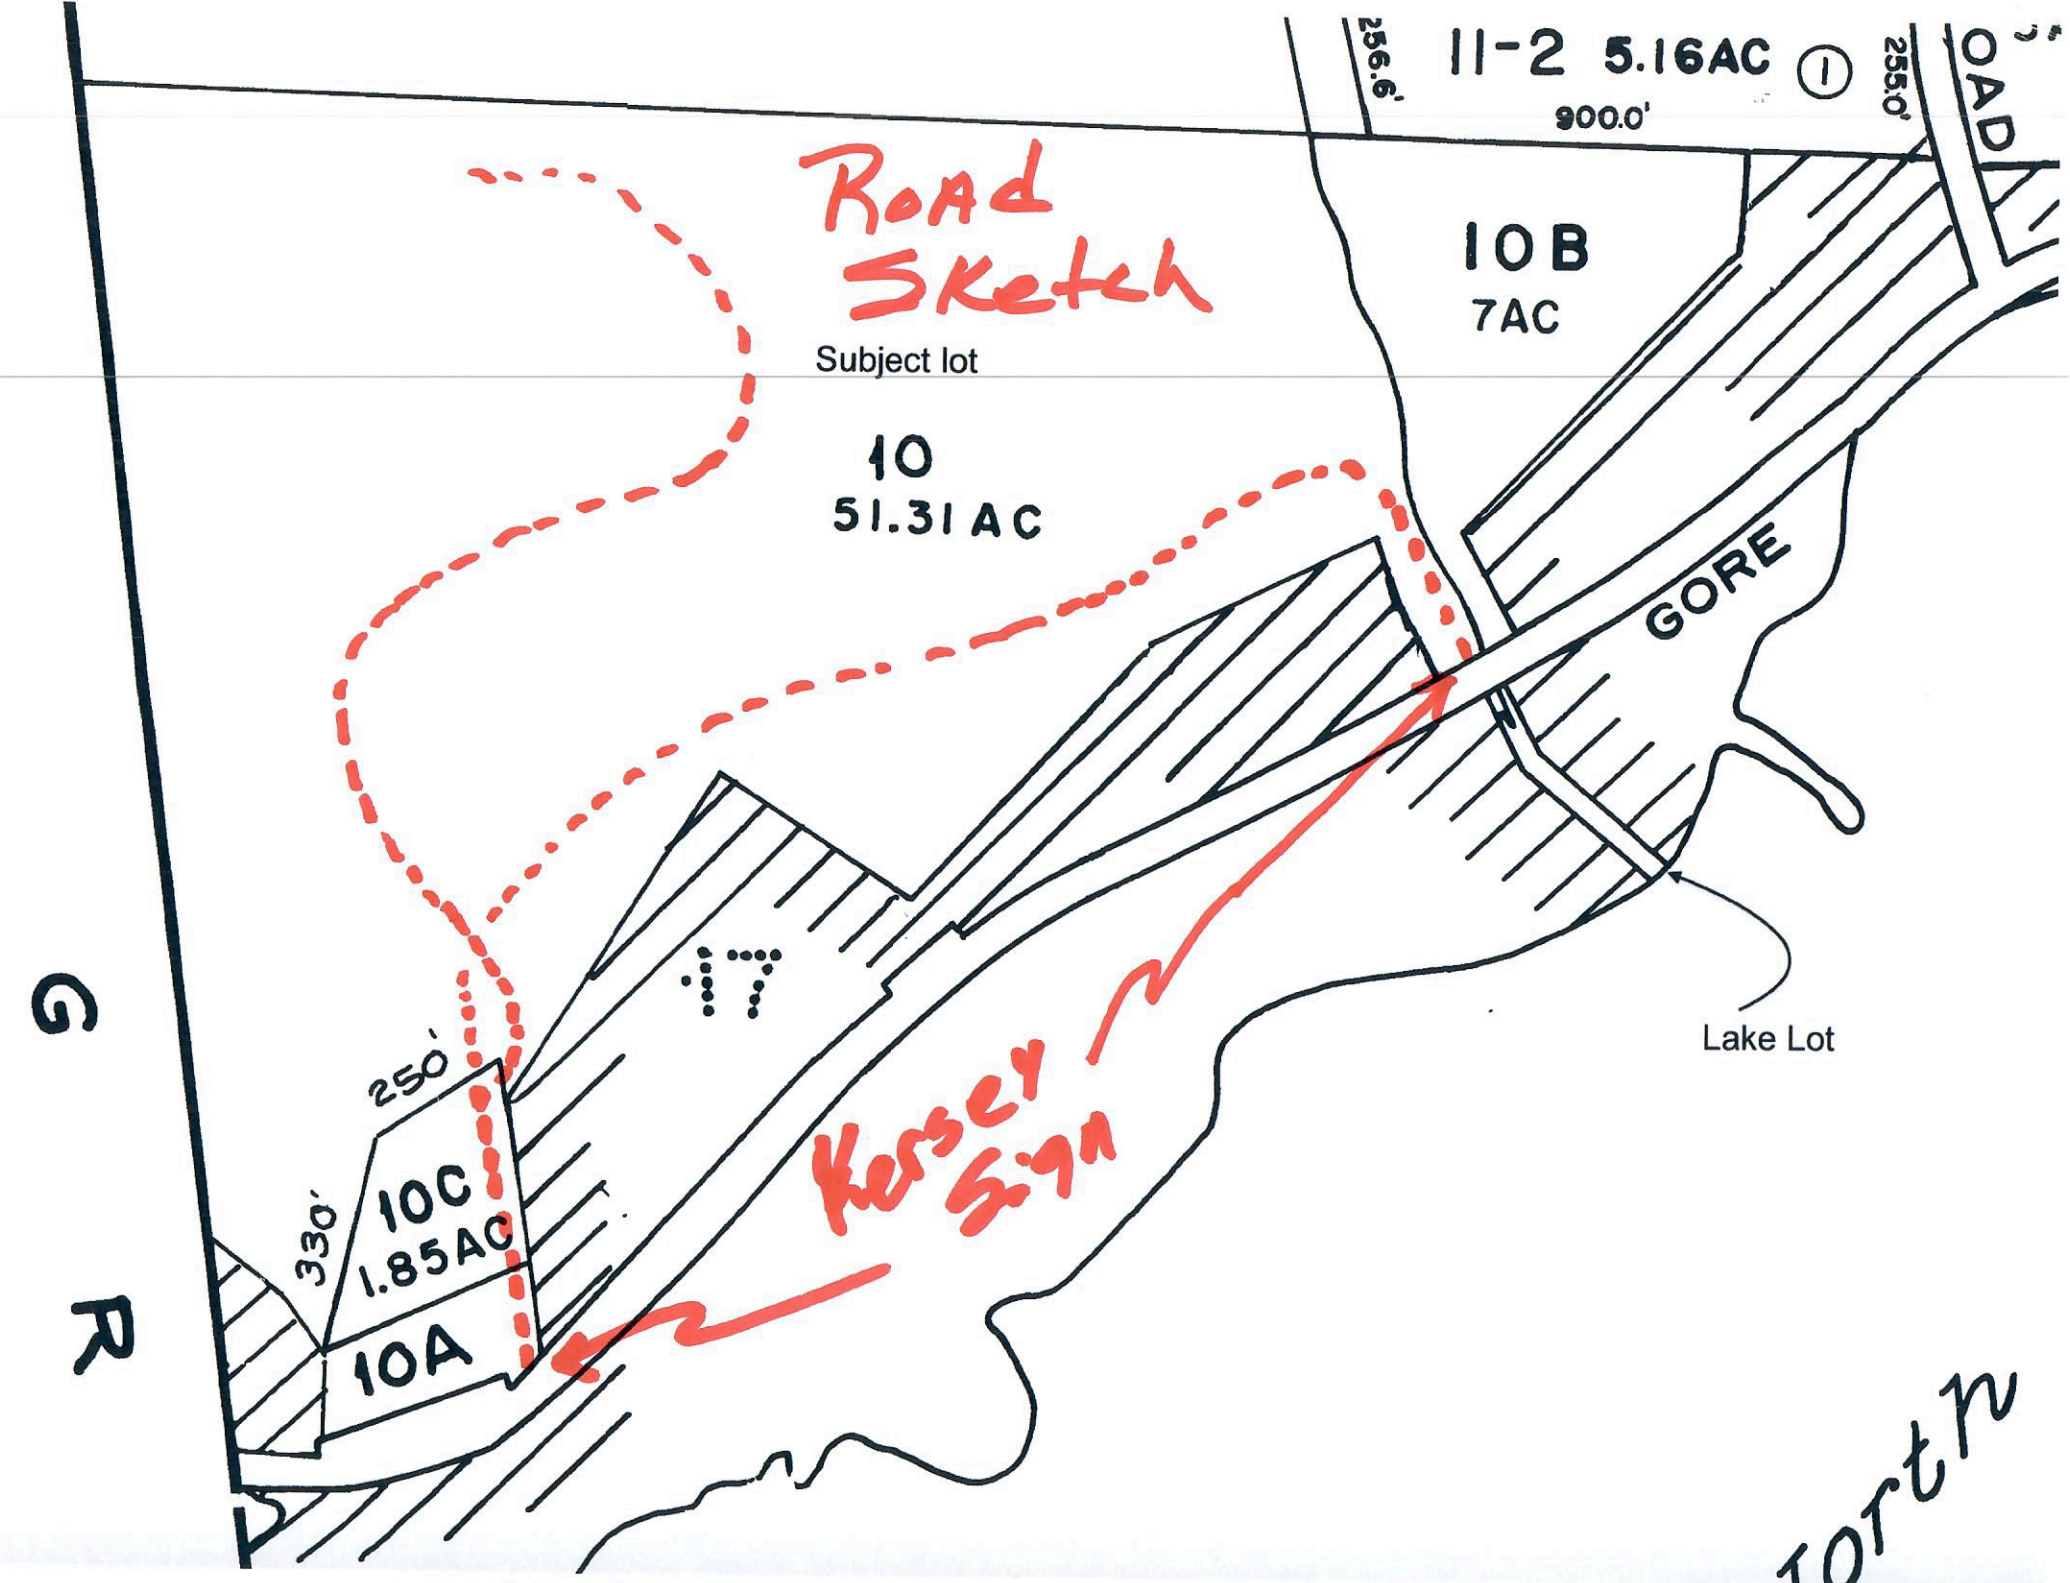 256.6'
11-2 5.16AC 1
900.0'
255.0'
OAD
Road
Sketch
10B
7AC
Subject lot
10
51.31 AC
GORE
17
G
250'
Lake Lot
Kersey
Sign
10C
1.85AC
330'
R
10A
North